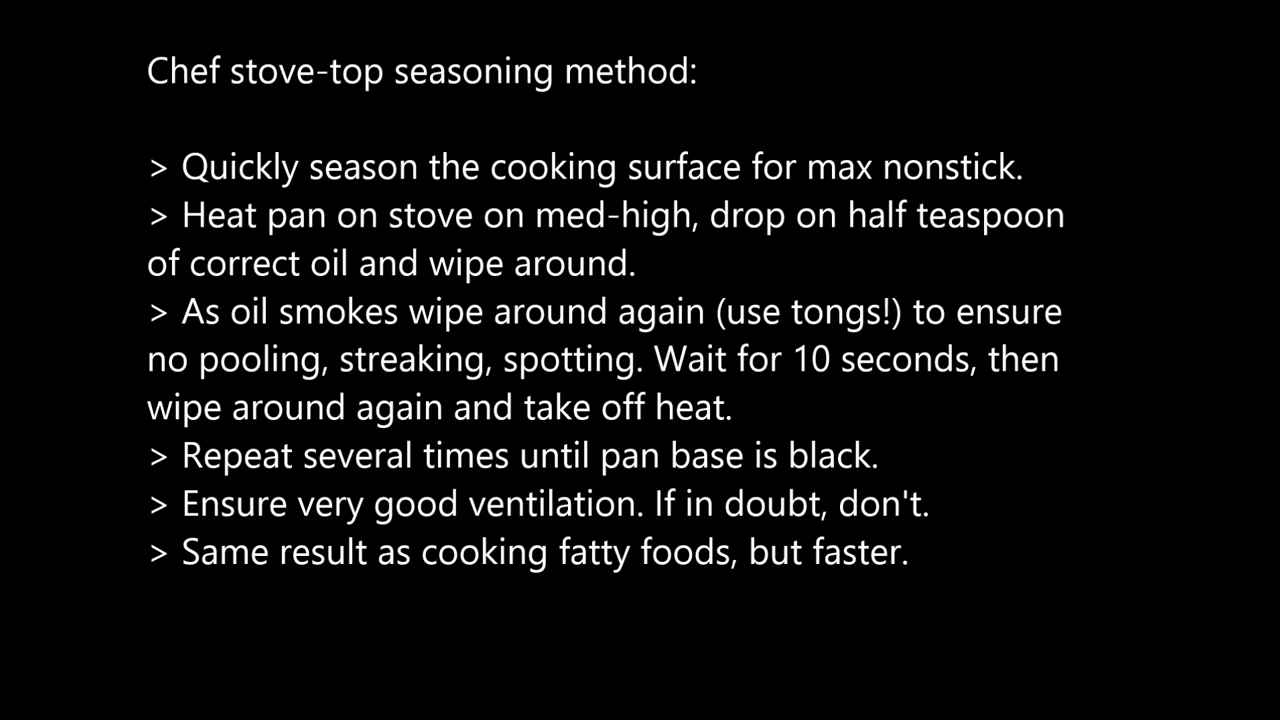 Chef stove-top seasoning method:
> Quickly season the cooking surface for max nonstick.
> Heat pan on stove on med-high, drop on half teaspoon
of correct oil and wipe around.
> As oil smokes wipe around again (use tongs!) to ensure
no pooling, streaking, spotting. Wait for 10 seconds, then
wipe around again and take off heat.
> Repeat several times until pan base is black.
> Ensure very good ventilation. If in doubt, don't.
> Same result as cooking fatty foods, but faster.